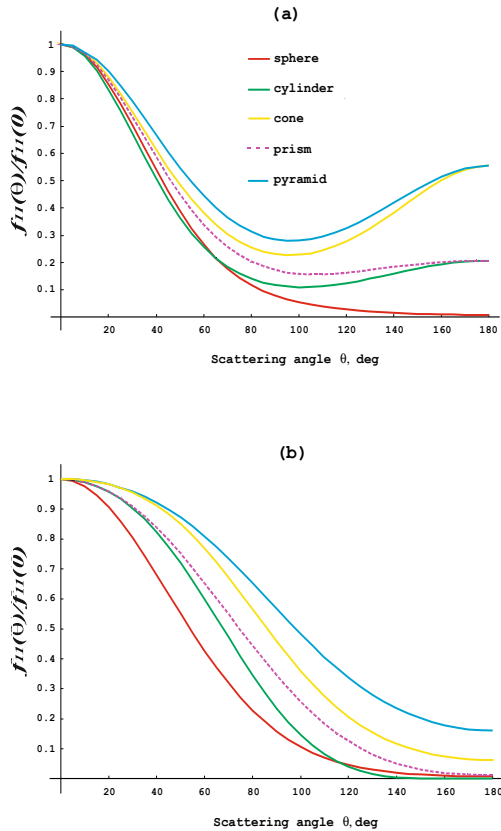 (a)
f11(θ)/f11(0)
1
0.9
0.8
0.7
0.6
0.5
0.4
0.3
0.2
0.1
sphere
cylinder
cone
prism
pyramid
20 40 60 80 100 120 140 160 180
Scattering angle θ, deg
(b)
f11(θ)/f11(0)
1
0.9
0.8
0.7
0.6
0.5
0.4
0.3
0.2
0.1
20 40 60 80 100 120 140 160 180
Scattering angle θ,deg